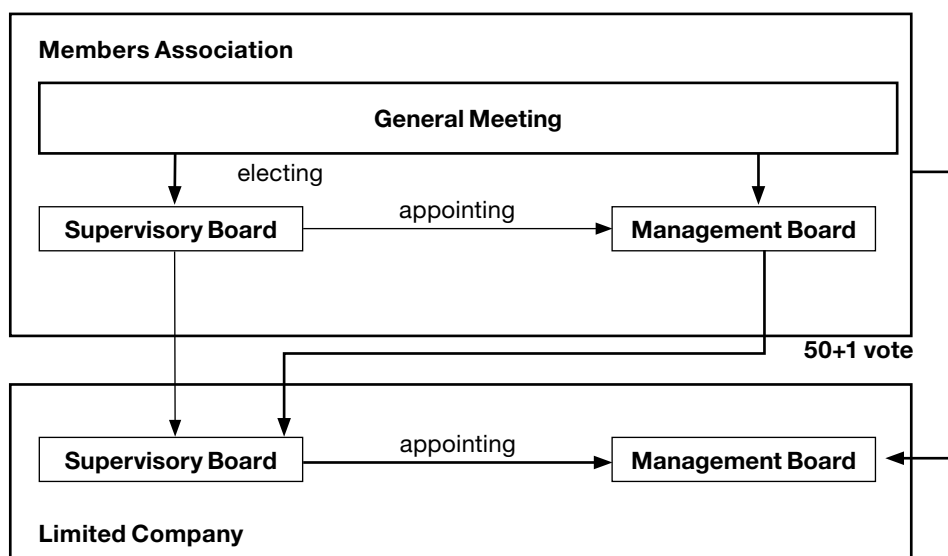 Members Association
General Meeting
electing
appointing
Supervisory Board
Management Board
50+1 vote
appointing
Supervisory Board
Management Board
Limited Company